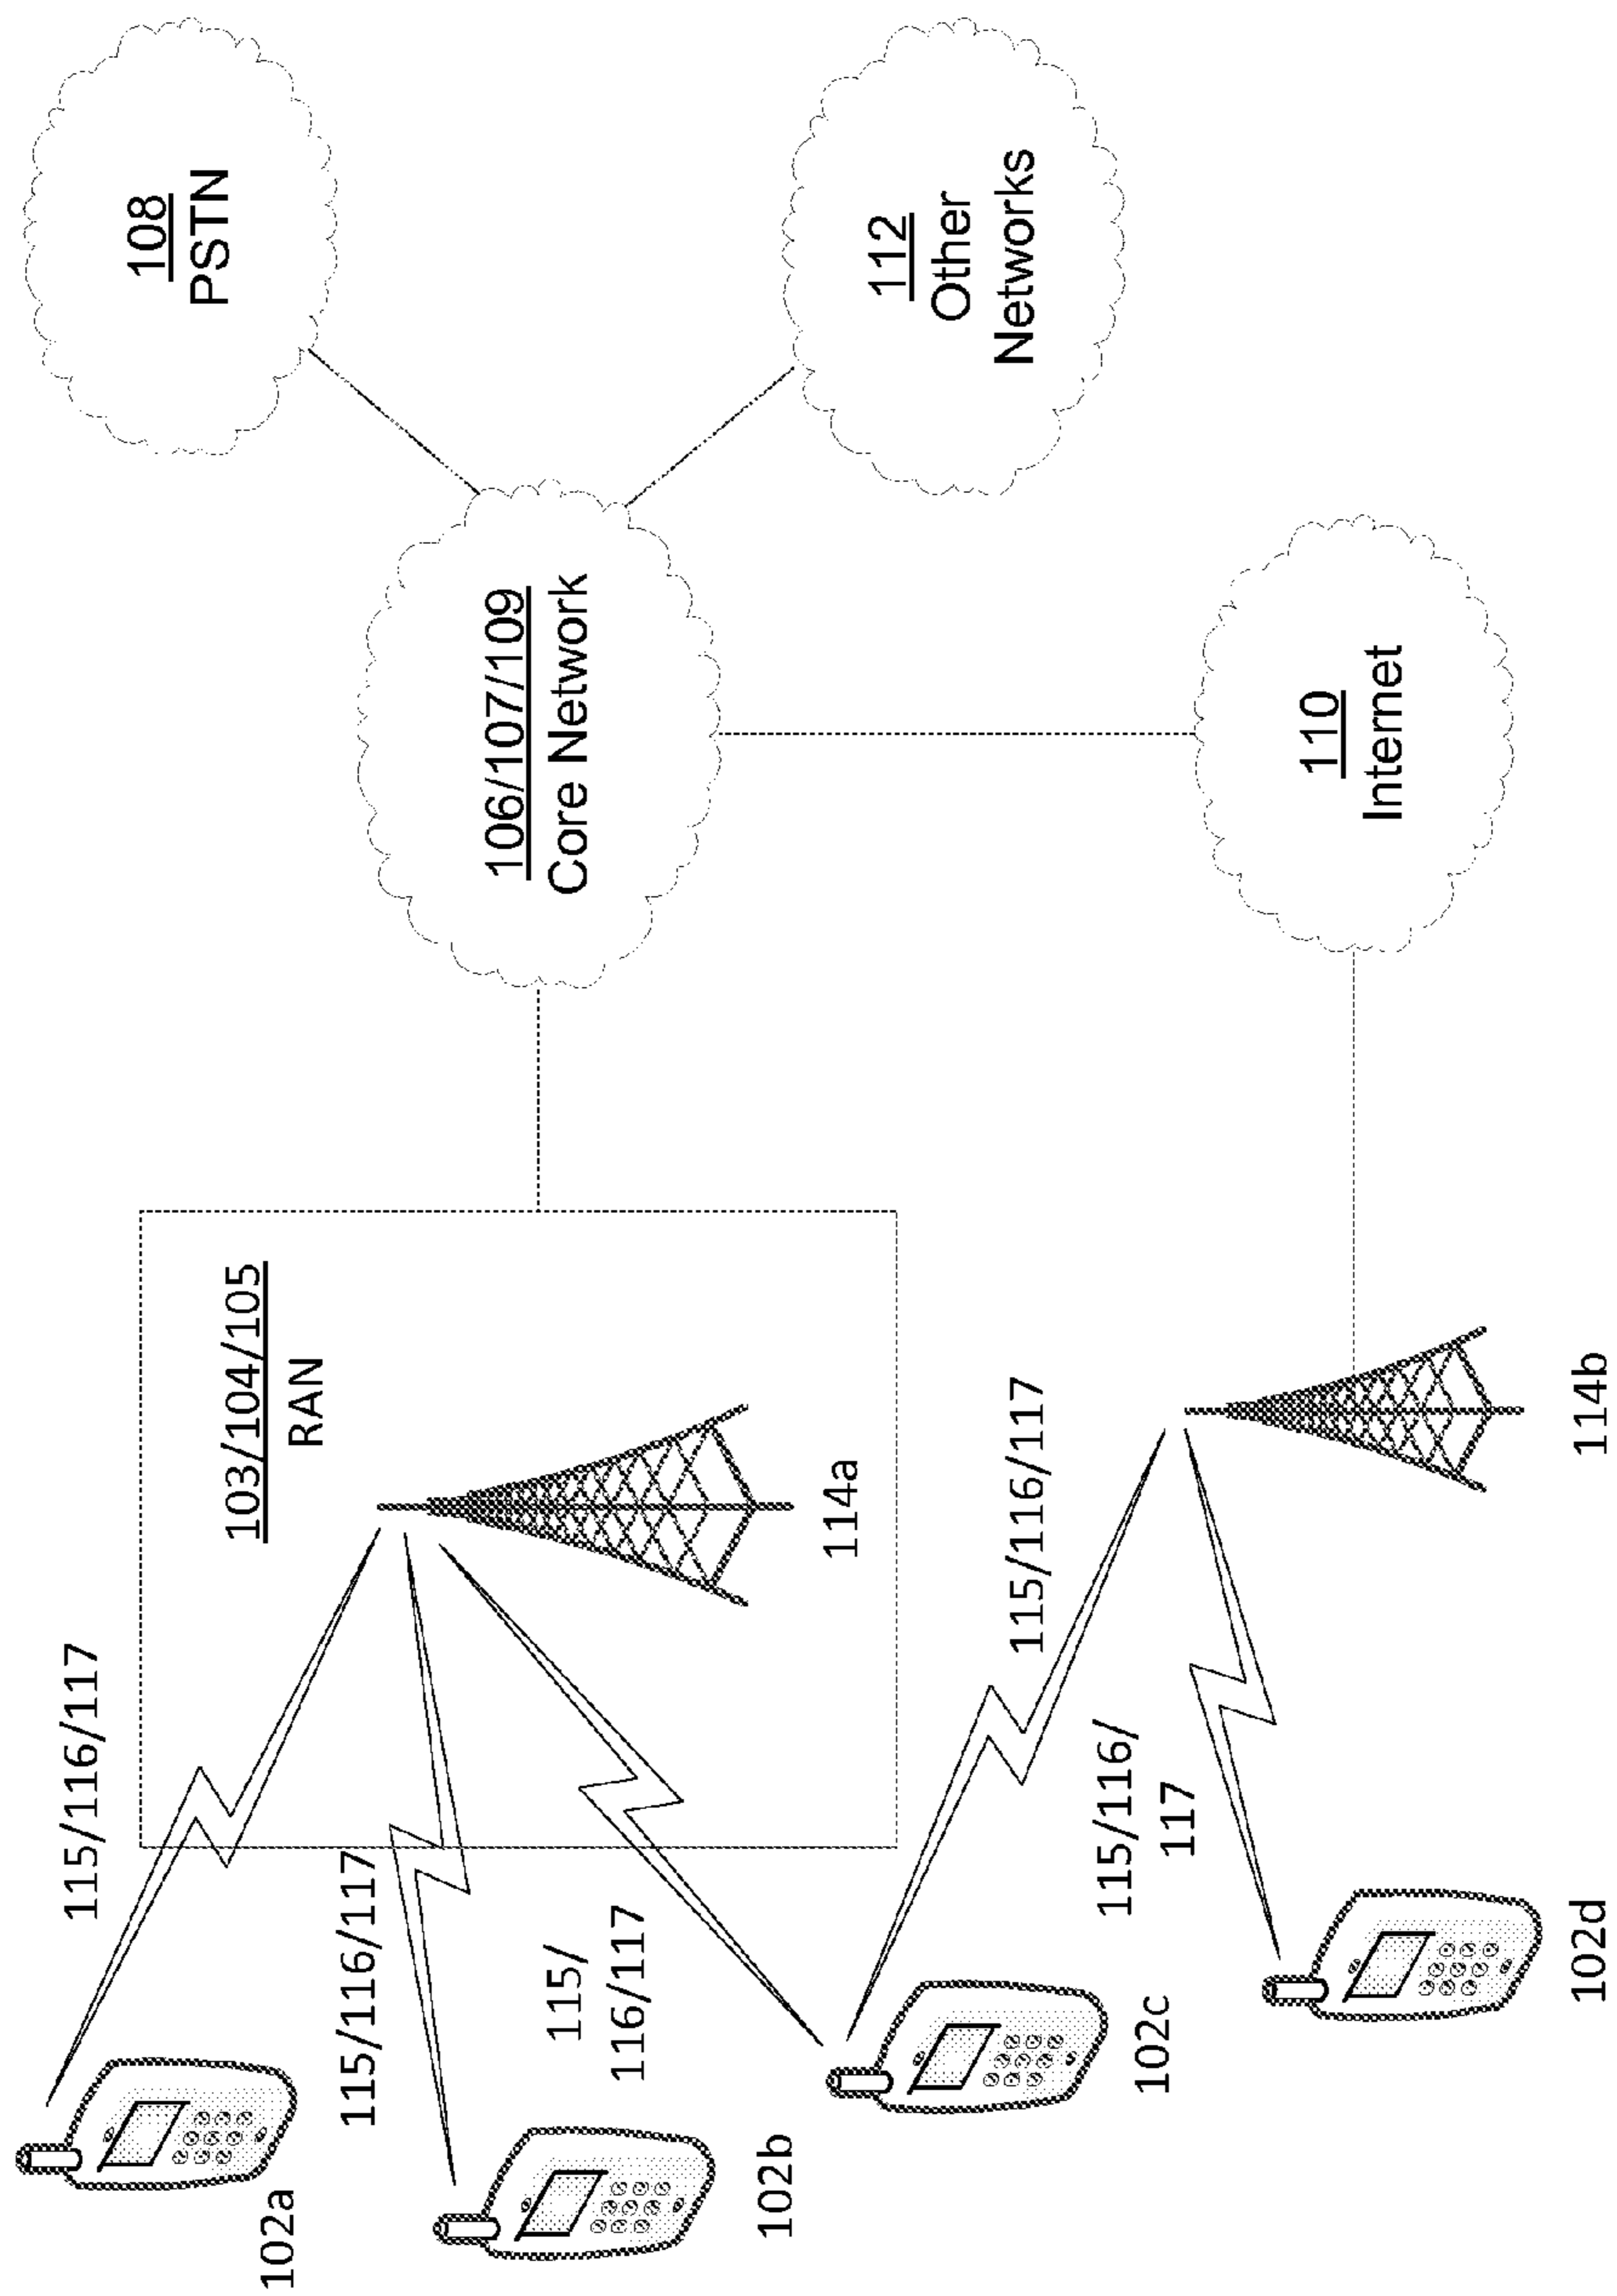 102a
115/116/117
103/104/105
RAN
114a
115/116/117
102b
115/
116/117
102c
115/116/117
115/116/
117
102d
114b
106/107/109
Core Network
108
PSTN
112
Other
Networks
110
Internet